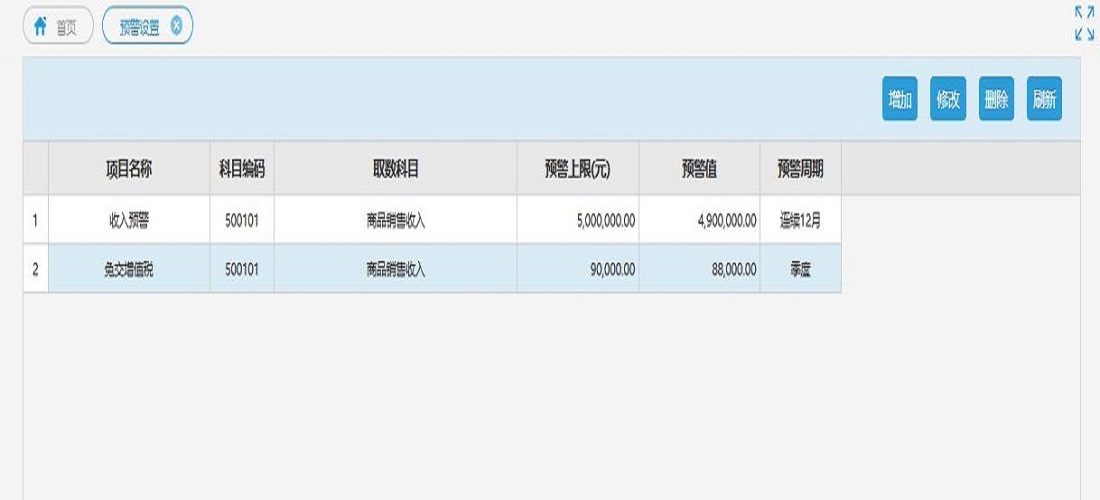 首页 预警设置
增加 修改 删除 刷新
项目名称 科目编码 取数科目 预警上限(元) 预警值 预警周期
1 收入预警 500101 商品销售收入 5,000,000.00 4,900,000.00 连续12月
2 免交增值税 500101 商品销售收入 90,000.00 88,000.00 季度